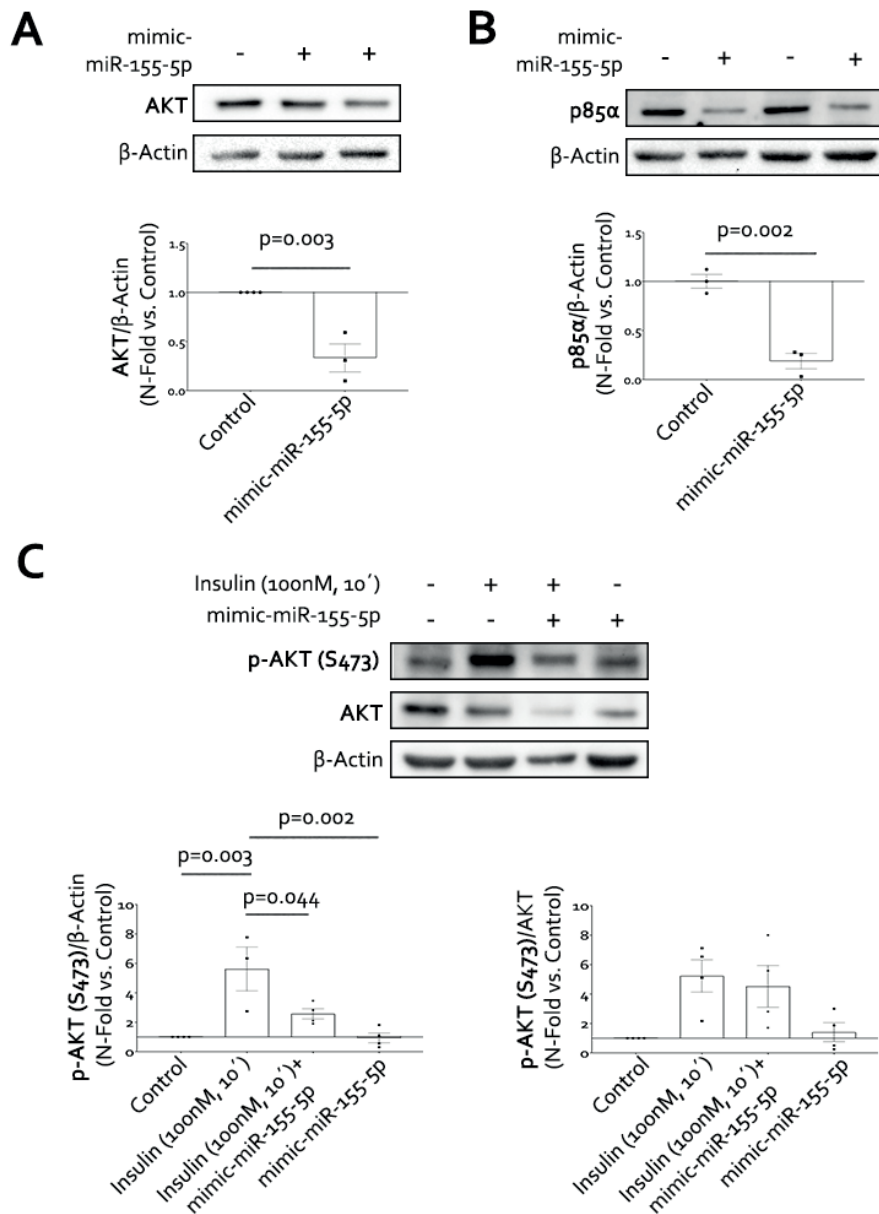 A
mimic-
miR-155-5p - + +
AKT
β-Actin
AKT/β-Actin
(N-Fold vs. Control)
1.5
1.0
0.5
0.0
p=0.003
Control
mimic-miR-155-5p
B
mimic-
miR-155-5p - + - +
p85α
β-Actin
p85α/β-Actin
(N-Fold vs. Control)
1.5
1.0
0.5
0.0
p=0.002
Control
mimic-miR-155-5p
C
Insulin (100nM, 10′) - + + -
mimic-miR-155-5p - - + +
p-AKT (S473)
AKT
β-Actin
p-AKT (S473)/β-Actin
(N-Fold vs. Control)
10
8
6
4
2
0
p=0.002
p=0.003
p=0.044
Control
Insulin (100nM, 10′)
Insulin (100nM, 10′)+
mimic-miR-155-5p
mimic-miR-155-5p
p-AKT (S473)/AKT
(N-Fold vs. Control)
10
8
6
4
2
0
Control
Insulin (100nM, 10′)
Insulin (100nM, 10′)+
mimic-miR-155-5p
mimic-miR-155-5p